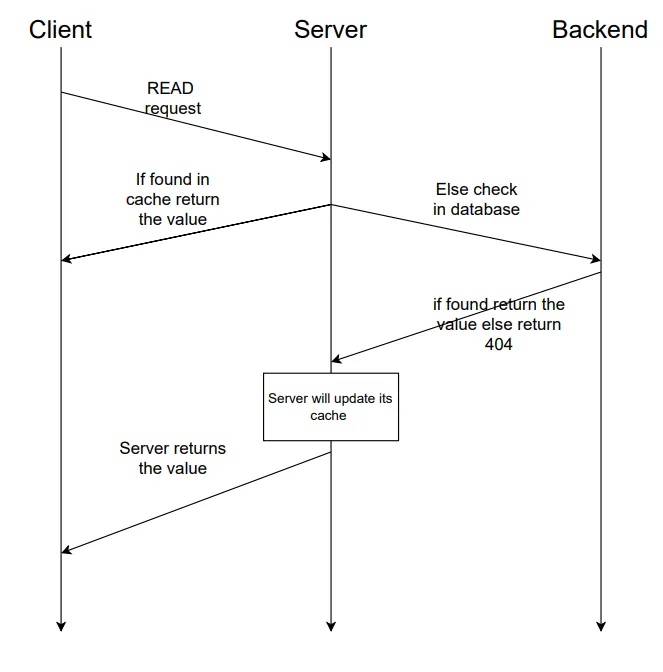 Client
Server
Backend
READ
request
If found in
cache return
the value
Else check
in database
if found return the
value else return
404
Server will update its
cache
Server returns
the value